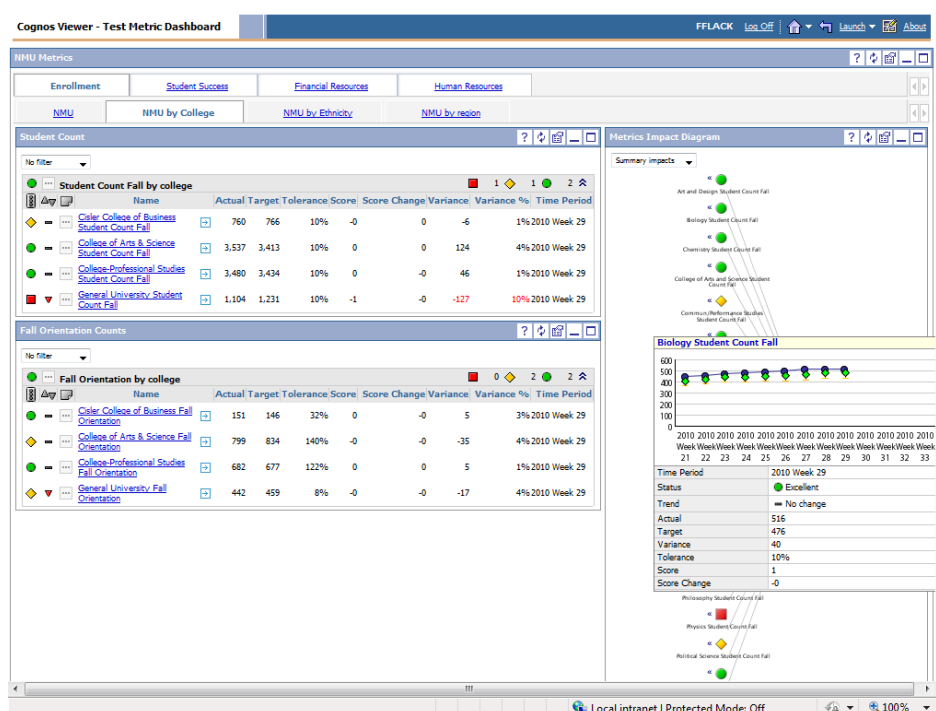 Cognos Viewer - Test Metric Dashboard
FFLACK Log Off Launch About
NMU Metrics
Enrollment Student Success Financial Resources Human Resources
NMU NMU by College NMU by Ethnicity NMU by region
Student Count
No filter
Student Count Fall by college 1 1 2
Name Actual Target Tolerance Score Score Change Variance Variance % Time Period
Cisler College of Business
Student Count Fall
760 766 10% -0 0 -6 1% 2010 Week 29
College of Arts & Science
Student Count Fall
3,537 3,413 10% 0 0 124 4% 2010 Week 29
College-Professional Studies
Student Count Fall
3,480 3,434 10% 0 -0 46 1% 2010 Week 29
General University Student
Count Fall
1,104 1,231 10% -1 -0 -127 10% 2010 Week 29
Fall Orientation Counts
No filter
Fall Orientation by college 0 2 2
Name Actual Target Tolerance Score Score Change Variance Variance % Time Period
Cisler College of Business Fall
Orientation
151 146 32% 0 -0 5 3% 2010 Week 29
College of Arts & Science Fall
Orientation
799 834 140% -0 -0 -35 4% 2010 Week 29
College-Professional Studies
Fall Orientation
682 677 122% 0 0 5 1% 2010 Week 29
General University Fall
Orientation
442 459 8% -0 -0 -17 4% 2010 Week 29
Metrics Impact Diagram
Summary impacts
Art and Design Student Count Fall
Biology Student Count Fall
Chemistry Student Count Fall
College of Arts and Science Student
Count Fall
Commun/Performance Studies
Student Count Fall
Biology Student Count Fall
600
500
400
300
200
100
0
2010 2010 2010 2010 2010 2010 2010 2010 2010 2010 2010 2010 2010
Week Week Week Week Week Week Week Week Week Week Week Week Week
21 22 23 24 25 26 27 28 29 30 31 32 33
Time Period 2010 Week 29
Status Excellent
Trend No change
Actual 516
Target 476
Variance 40
Tolerance 10%
Score 1
Score Change -0
Philosophy Student Count Fall
Physics Student Count Fall
Political Science Student Count Fall
Local intranet | Protected Mode: Off 100%